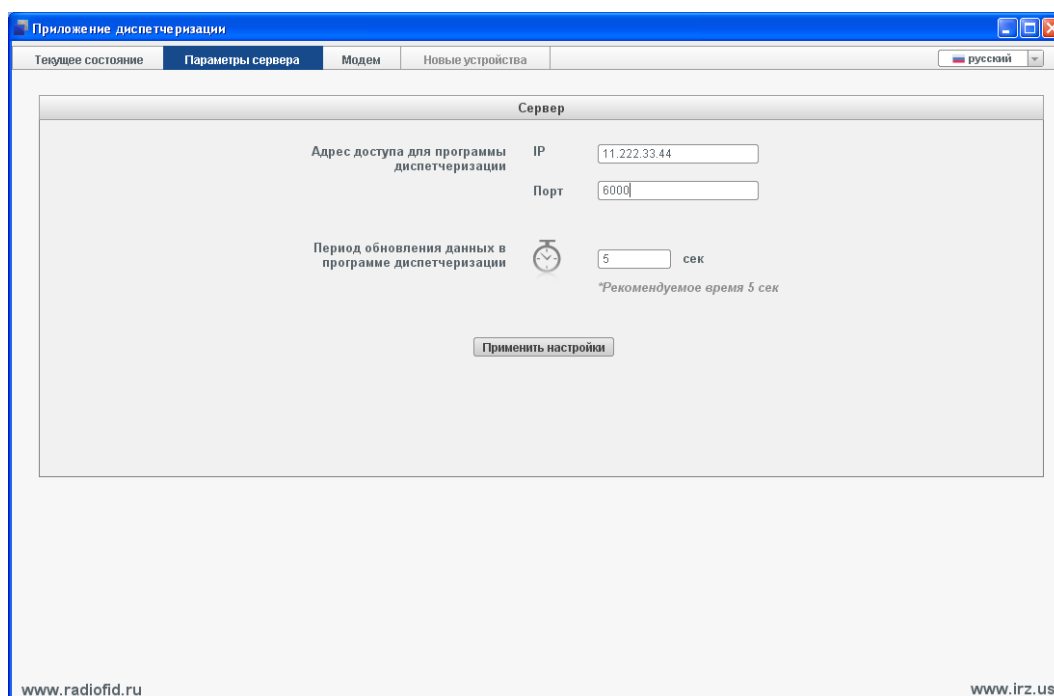 Приложение диспетчеризации
Текущее состояние Параметры сервера Модем Новые устройства русский
Сервер
Адрес доступа для программы диспетчеризации
IP 11.222.33.44
Порт 6000
Период обновления данных в программе диспетчеризации
5 сек
*Рекомендуемое время 5 сек
Применить настройки
www.radiofid.ru www.irz.us